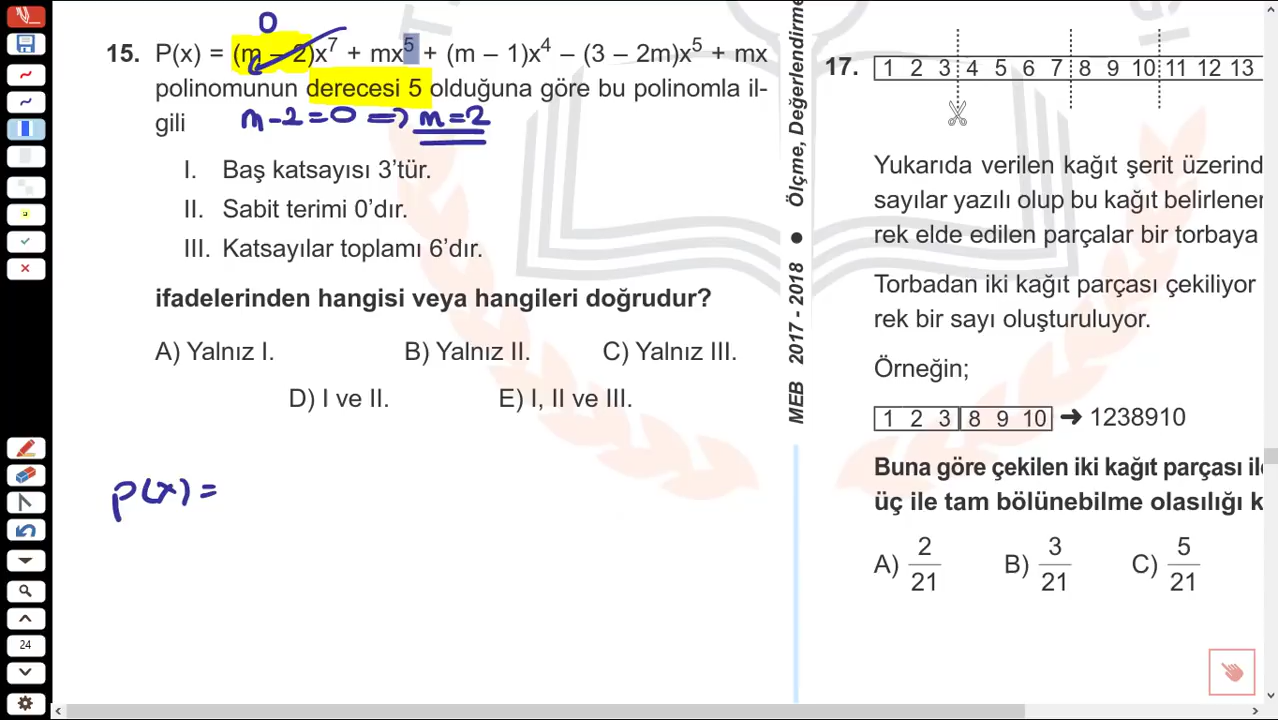 0
15. P(x) = (m – 2)x⁷ + mx⁵ + (m – 1)x⁴ – (3 – 2m)x⁵ + mx
polinomunun derecesi 5 olduğuna göre bu polinomla il-
gili
m-2=0 => m=2
I. Baş katsayısı 3'tür.
II. Sabit terimi 0'dır.
III. Katsayılar toplamı 6'dır.
ifadelerinden hangisi veya hangileri doğrudur?
A) Yalnız I. B) Yalnız II. C) Yalnız III.
D) I ve II. E) I, II ve III.
p(x) =
MEB 2017 - 2018 ● Ölçme, Değerlendirme
17. 1 2 3 4 5 6 7 8 9 10 11 12 13
Yukarıda verilen kağıt şerit üzerind
sayılar yazılı olup bu kağıt belirlener
rek elde edilen parçalar bir torbaya
Torbadan iki kağıt parçası çekiliyor
rek bir sayı oluşturuluyor.
Örneğin;
1 2 3 8 9 10 ➜ 1238910
Buna göre çekilen iki kağıt parçası ile
üç ile tam bölünebilme olasılığı k
A) 2/21 B) 3/21 C) 5/21
24